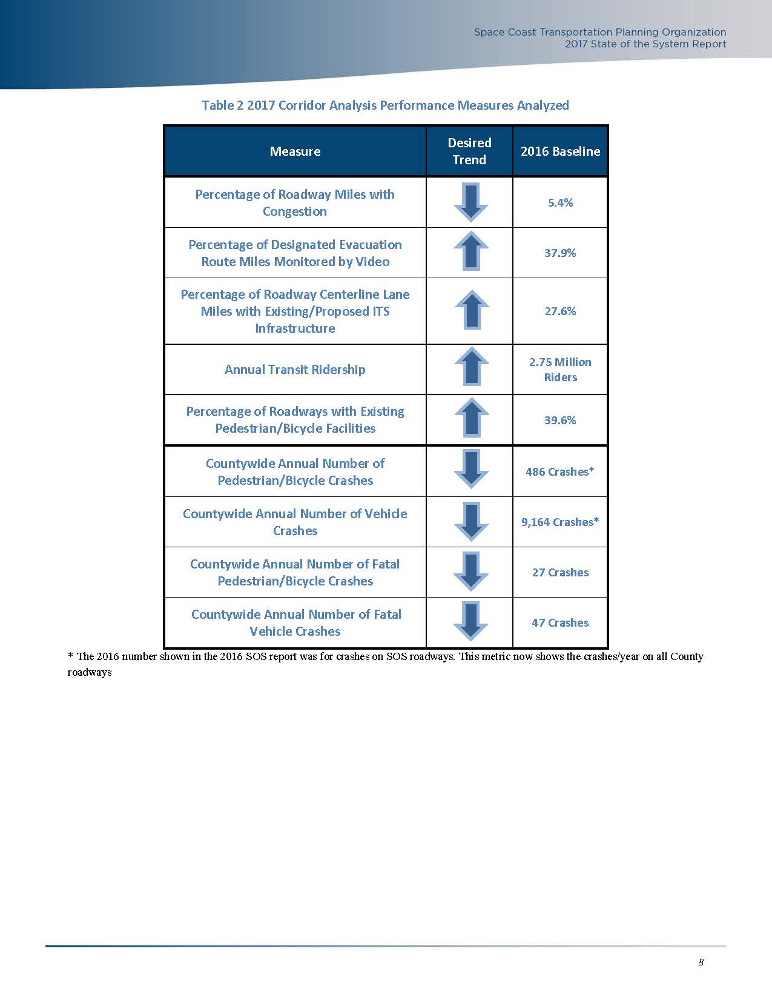 Space Coast Transportation Planning Organization
2017 State of the System Report
Table 2 2017 Corridor Analysis Performance Measures Analyzed
Measure
Desired
Trend
2016 Baseline
Percentage of Roadway Miles with
Congestion
5.4%
Percentage of Designated Evacuation
Route Miles Monitored by Video
37.9%
Percentage of Roadway Centerline Lane
Miles with Existing/Proposed ITS
Infrastructure
27.6%
Annual Transit Ridership
2.75 Million
Riders
Percentage of Roadways with Existing
Pedestrian/Bicycle Facilities
39.6%
Countywide Annual Number of
Pedestrian/Bicycle Crashes
486 Crashes*
Countywide Annual Number of Vehicle
Crashes
9,164 Crashes*
Countywide Annual Number of Fatal
Pedestrian/Bicycle Crashes
27 Crashes
Countywide Annual Number of Fatal
Vehicle Crashes
47 Crashes
* The 2016 number shown in the 2016 SOS report was for crashes on SOS roadways. This metric now shows the crashes/year on all County
roadways
8